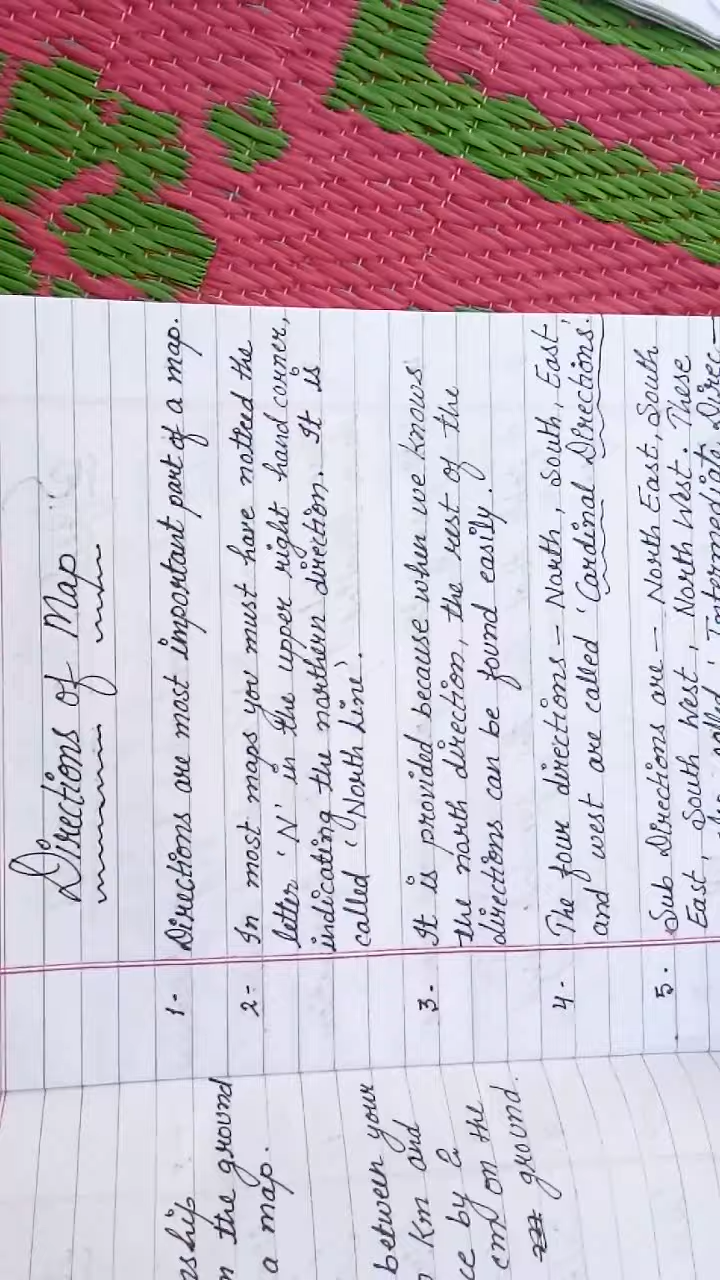 nship
n the ground
a map.
between your
Km and
ce by 2
cm on the
ground.
Directions of Map
1- Directions are most important part of a map.
2- In most maps you must have noticed the
letter 'N' in the upper right hand corner,
indicating the northern direction. It is
called 'North Line'.
3. It is provided because when we knows
the north direction, the rest of the
directions can be found easily.
4- The four directions - North, South, East
and west are called 'Cardinal Directions'.
5. Sub Directions are - North East, South
East, South West, North West. These
called 'Intermediate Direc-